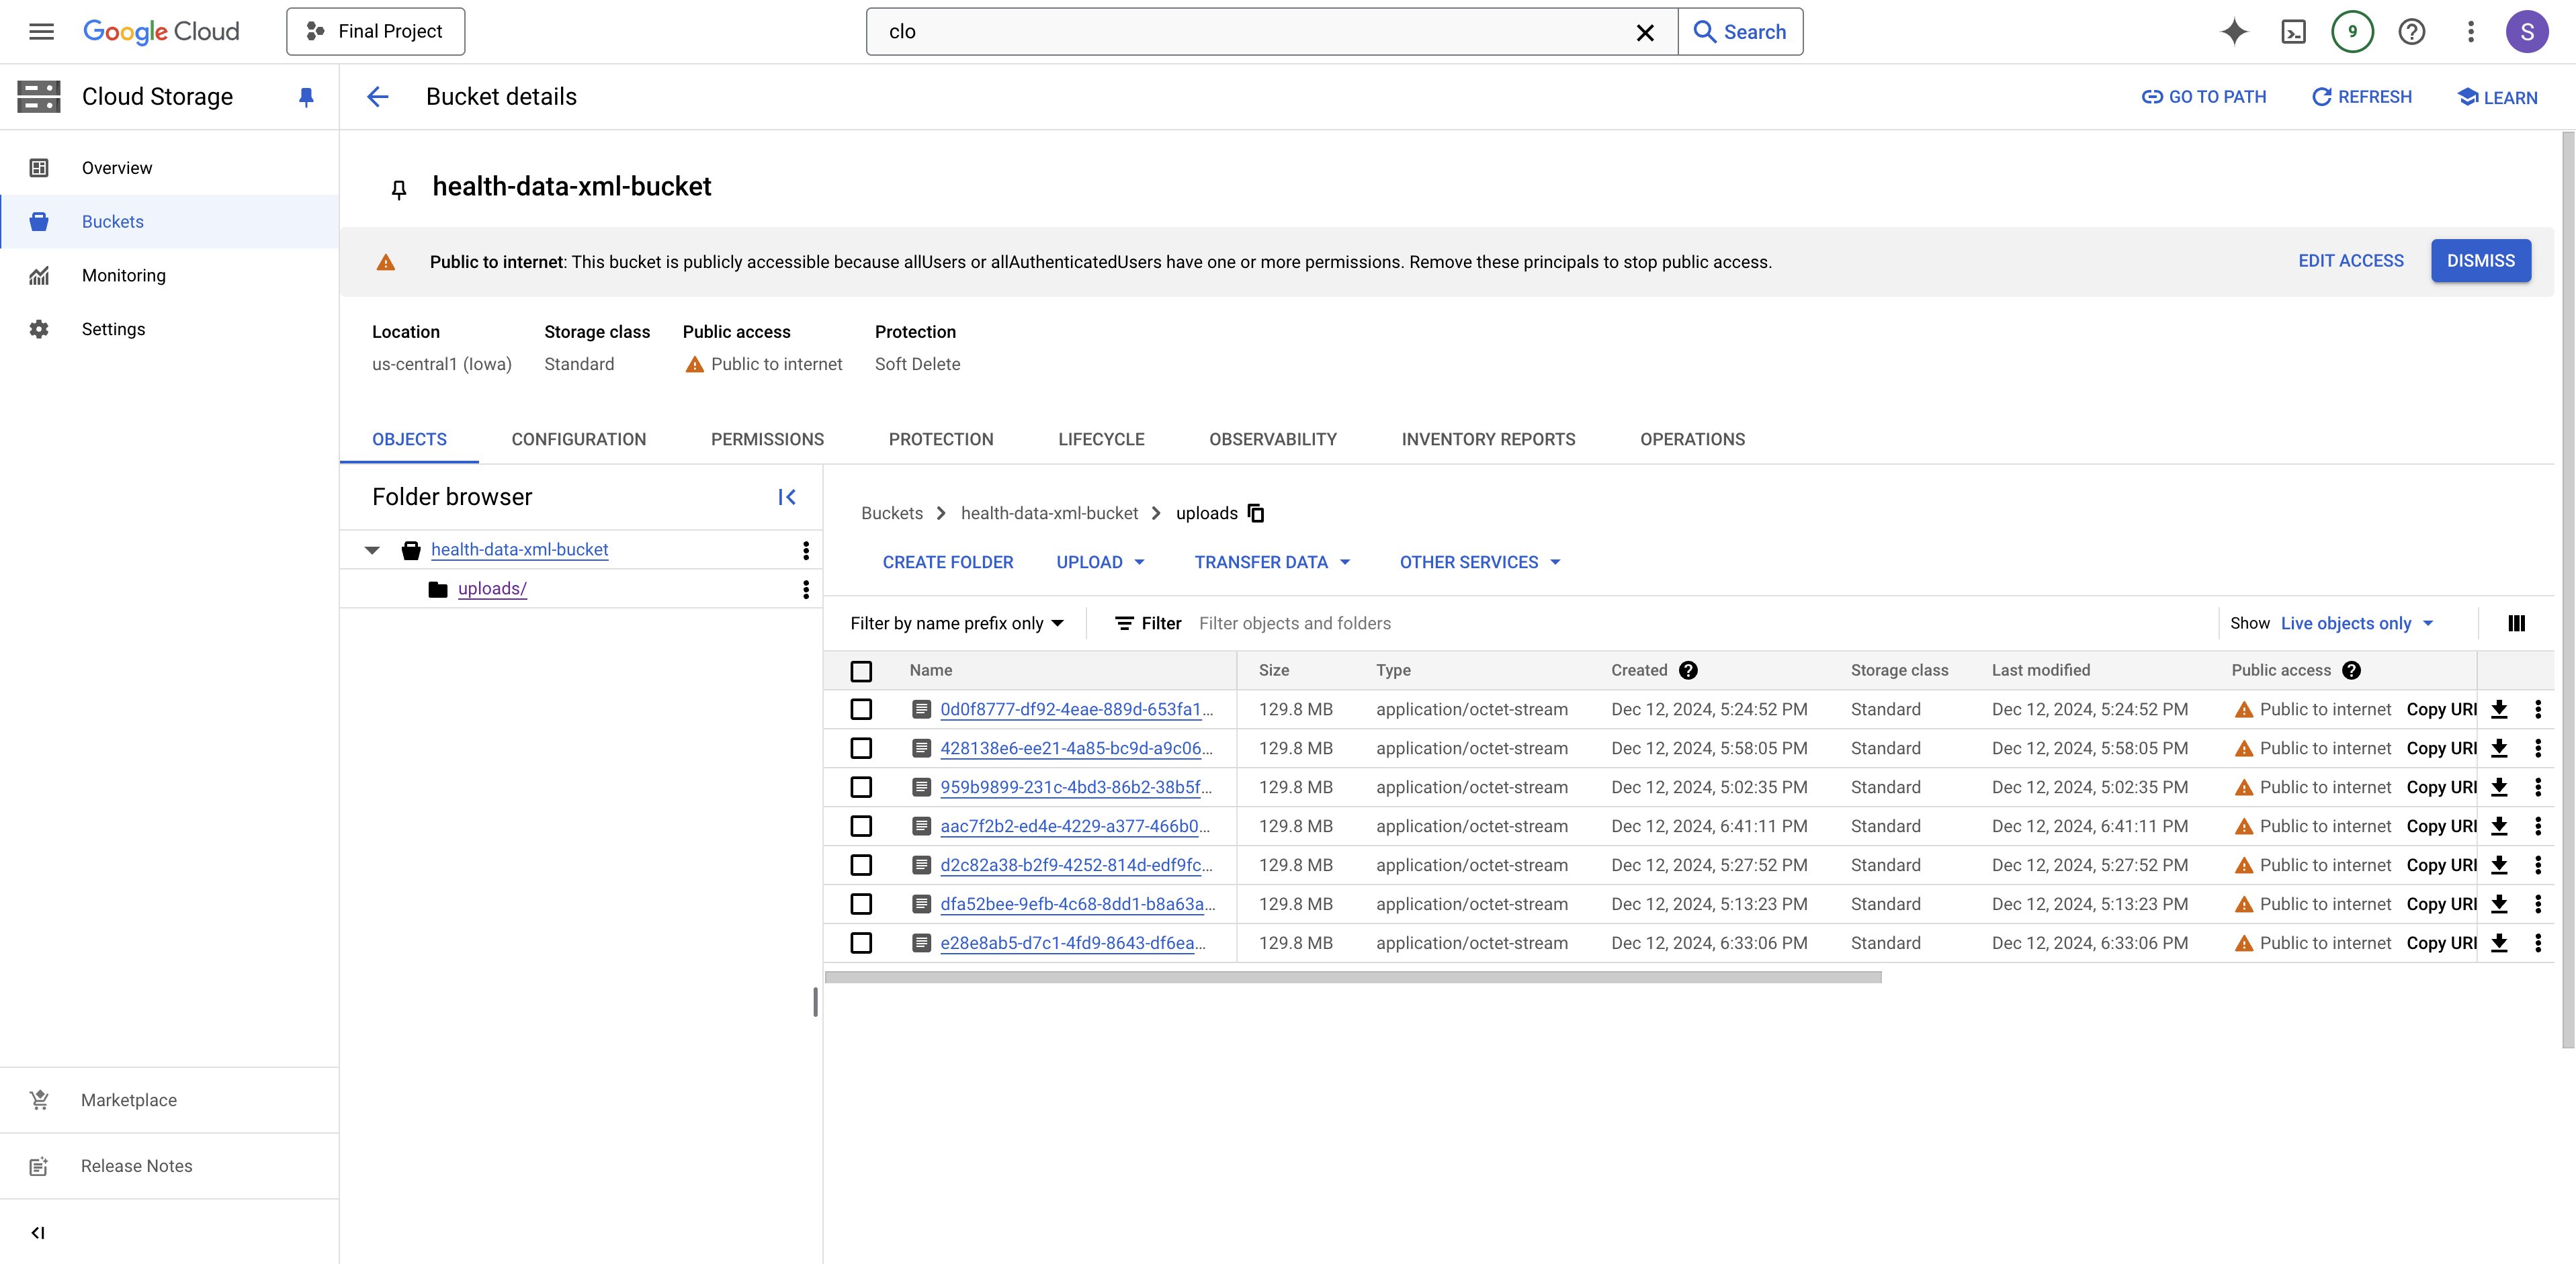 Google Cloud
Final Project
clo
Search
9
S
Cloud Storage
Bucket details
GO TO PATH
REFRESH
LEARN
Overview
Buckets
Monitoring
Settings
Marketplace
Release Notes
health-data-xml-bucket
Public to internet: This bucket is publicly accessible because allUsers or allAuthenticatedUsers have one or more permissions. Remove these principals to stop public access.
EDIT ACCESS
DISMISS
Location Storage class Public access Protection
us-central1 (Iowa) Standard Public to internet Soft Delete
OBJECTS CONFIGURATION PERMISSIONS PROTECTION LIFECYCLE OBSERVABILITY INVENTORY REPORTS OPERATIONS
Folder browser
health-data-xml-bucket
uploads/
Buckets health-data-xml-bucket uploads
CREATE FOLDER UPLOAD TRANSFER DATA OTHER SERVICES
Filter by name prefix only Filter Filter objects and folders Show Live objects only
Name Size Type Created Storage class Last modified Public access
0d0f8777-df92-4eae-889d-653fa1... 129.8 MB application/octet-stream Dec 12, 2024, 5:24:52 PM Standard Dec 12, 2024, 5:24:52 PM Public to internet Copy URI
428138e6-ee21-4a85-bc9d-a9c06... 129.8 MB application/octet-stream Dec 12, 2024, 5:58:05 PM Standard Dec 12, 2024, 5:58:05 PM Public to internet Copy URI
959b9899-231c-4bd3-86b2-38b5f... 129.8 MB application/octet-stream Dec 12, 2024, 5:02:35 PM Standard Dec 12, 2024, 5:02:35 PM Public to internet Copy URI
aac7f2b2-ed4e-4229-a377-466b0... 129.8 MB application/octet-stream Dec 12, 2024, 6:41:11 PM Standard Dec 12, 2024, 6:41:11 PM Public to internet Copy URI
d2c82a38-b2f9-4252-814d-edf9fc... 129.8 MB application/octet-stream Dec 12, 2024, 5:27:52 PM Standard Dec 12, 2024, 5:27:52 PM Public to internet Copy URI
dfa52bee-9efb-4c68-8dd1-b8a63a... 129.8 MB application/octet-stream Dec 12, 2024, 5:13:23 PM Standard Dec 12, 2024, 5:13:23 PM Public to internet Copy URI
e28e8ab5-d7c1-4fd9-8643-df6ea... 129.8 MB application/octet-stream Dec 12, 2024, 6:33:06 PM Standard Dec 12, 2024, 6:33:06 PM Public to internet Copy URI